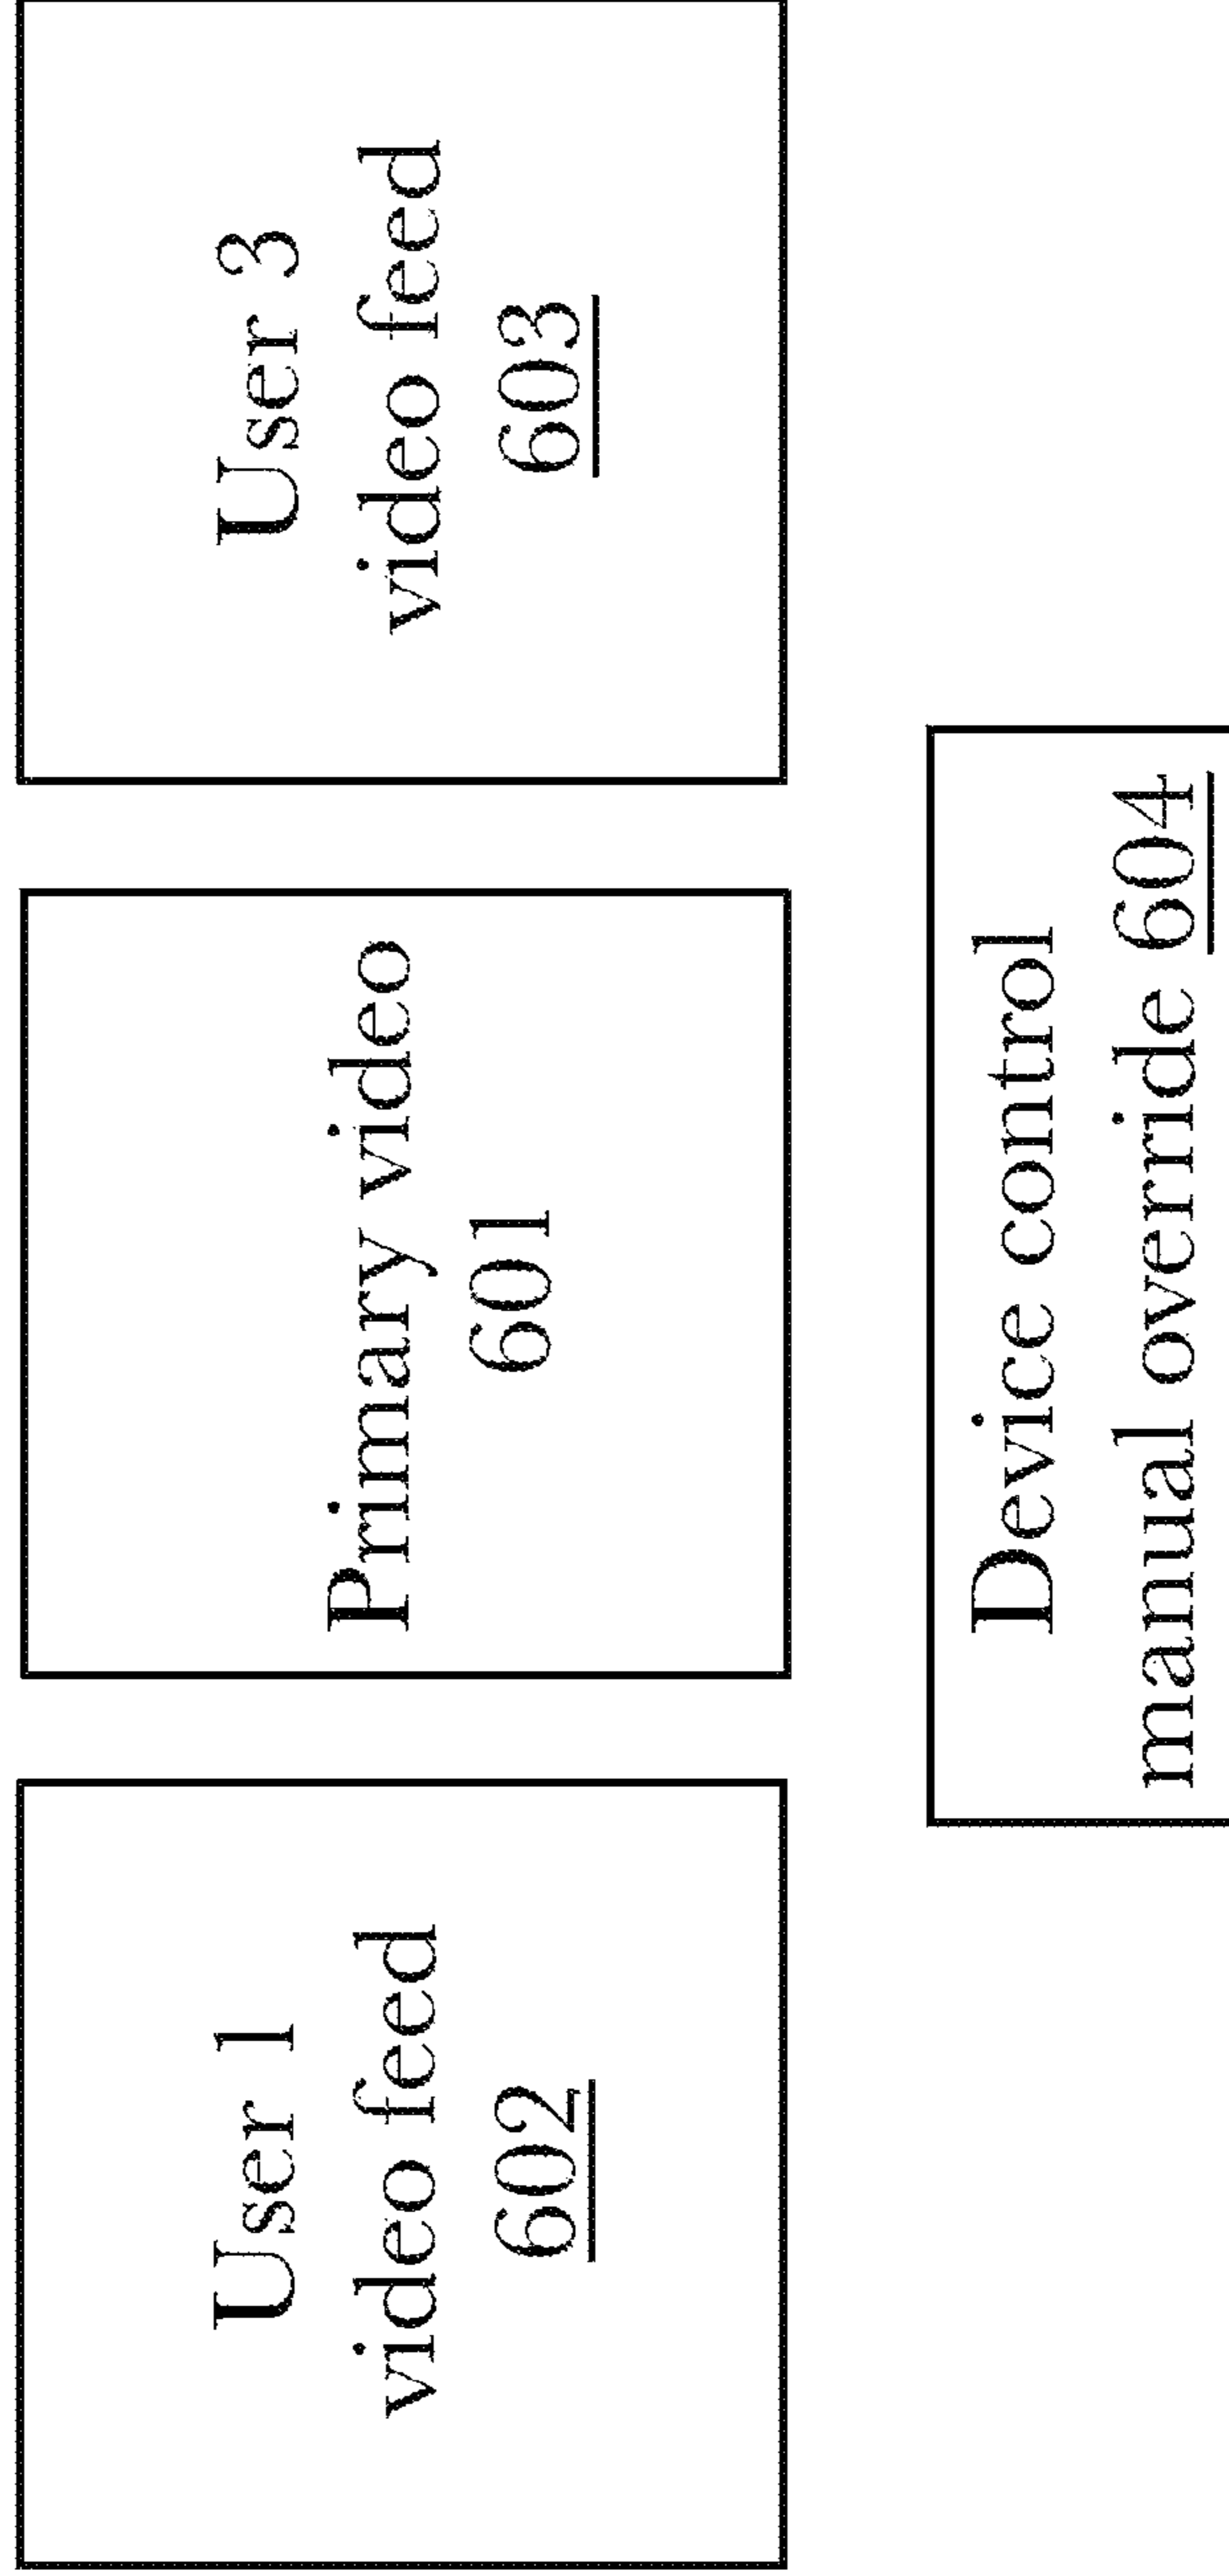 User 1
video feed
602
Primary video
601
User 3
video feed
603
Device control
manual override 604